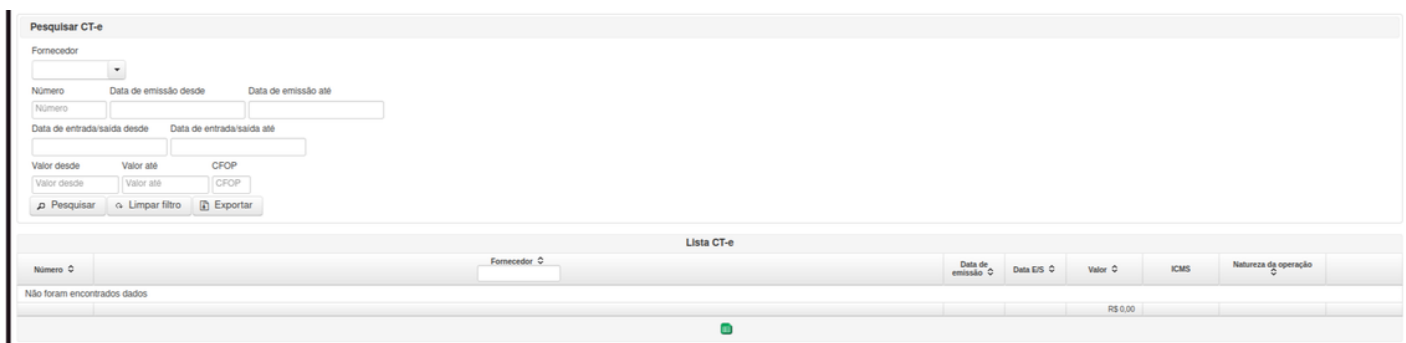 Pesquisar CT-e
Fornecedor
Número Data de emissão desde Data de emissão até
Número
Data de entrada/saída desde Data de entrada/saída até
Valor desde Valor até CFOP
Valor desde Valor até CFOP
Pesquisar Limpar filtro Exportar
Lista CT-e
Número Fornecedor Data de emissão Data E/S Valor ICMS Natureza da operação
Não foram encontrados dados
R$ 0,00